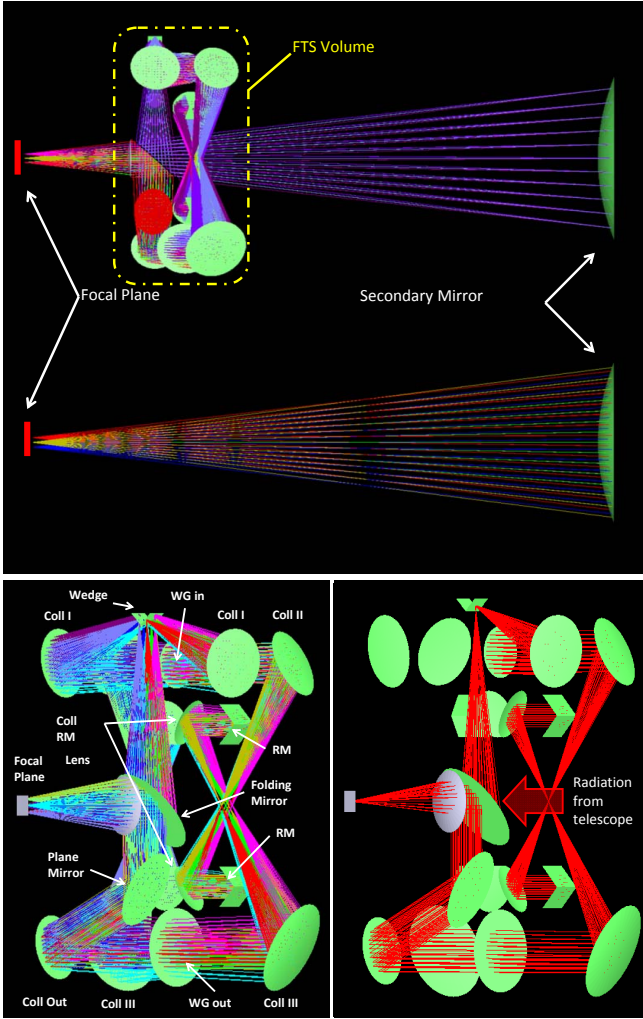 FTS Volume
Focal Plane
Secondary Mirror
Wedge
WG in
Coll I
Coll I
Coll II
Coll
RM
RM
Focal
Plane
Lens
Folding
Mirror
Radiation
from
telescope
Plane
Mirror
RM
Coll Out
Coll III
WG out
Coll III